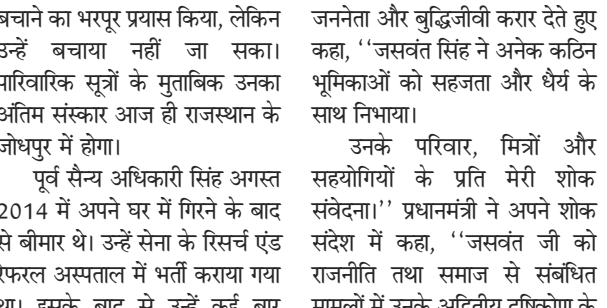 बचाने का भरपूर प्रयास किया, लेकिन
उन्हें बचाया नहीं जा सका।
पारिवारिक सूत्रों के मुताबिक उनका
अंतिम संस्कार आज ही राजस्थान के
जोधपुर में होगा।
पूर्व सैन्य अधिकारी सिंह अगस्त
2014 में अपने घर में गिरने के बाद
से बीमार थे। उन्हें सेना के रिसर्च एंड
रेफरल अस्पताल में भर्ती कराया गया
था। इसके बाद से उन्हें कई बार
जननेता और बुद्धिजीवी करार देते हुए
कहा, ‘‘जसवंत सिंह ने अनेक कठिन
भूमिकाओं को सहजता और धैर्य के
साथ निभाया।
उनके परिवार, मित्रों और
सहयोगियों के प्रति मेरी शोक
संवेदना।’’ प्रधानमंत्री ने अपने शोक
संदेश में कहा, ‘‘जसवंत जी को
राजनीति तथा समाज से संबंधित
मामलों में उनके अद्वितीय दृष्टिकोण के